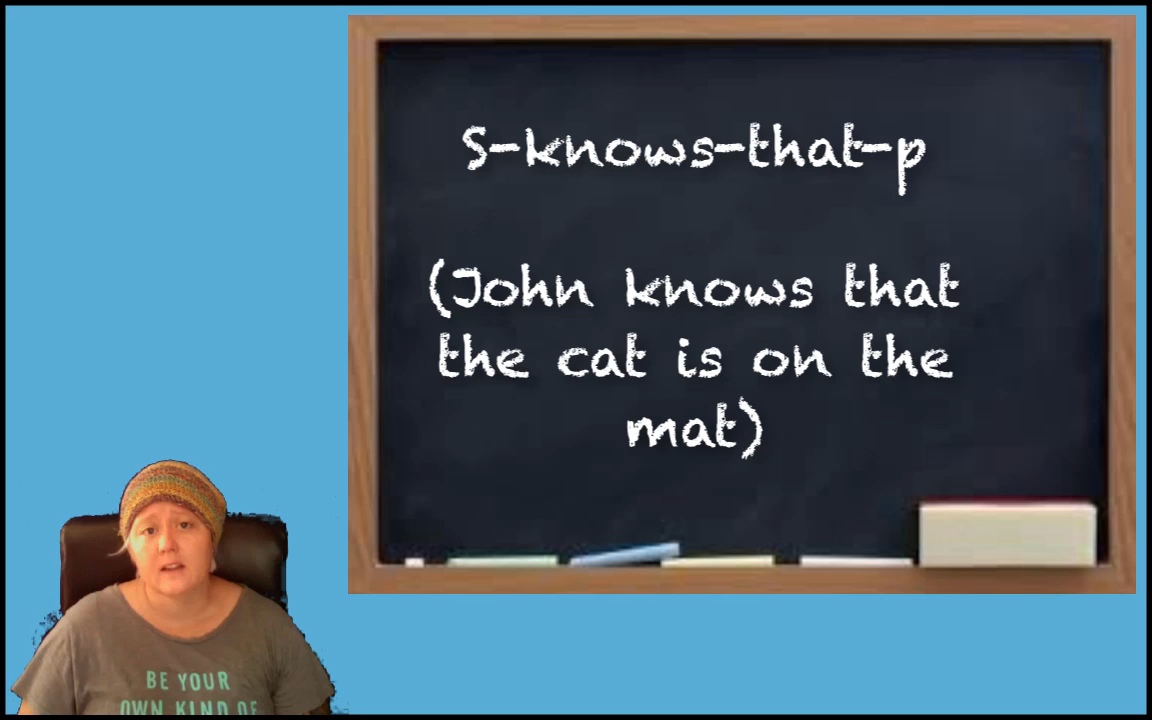 S-knows-that-p
(John knows that
the cat is on the
mat)
BE YOUR
OWN KIND OF